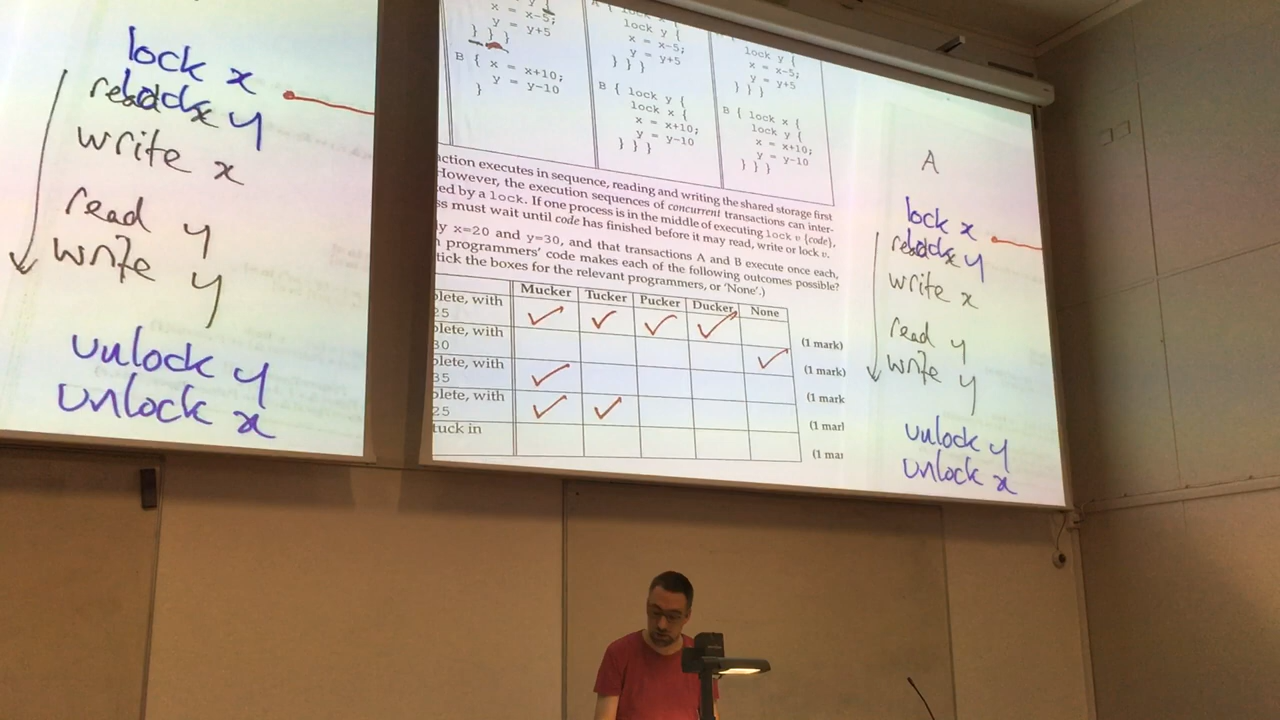 lock x
lock y
write x
read y
write y
unlock y
unlock x
x = x-5;
y = y+5
} } }
B { x = x+10;
y = y-10
}
lock y {
x = x-5;
y = y+5
} } }
B { lock y {
lock x {
x = x+10;
y = y-10
} } }
lock y {
x = x-5;
y = y+5
} } }
B { lock x {
lock y {
x = x+10;
y = y-10
} } }
action executes in sequence, reading and writing the shared storage first
However, the execution sequences of concurrent transactions can inter-
ed by a lock. If one process is in the middle of executing lock v {code},
ss must wait until code has finished before it may read, write or lock v.
ly x=20 and y=30, and that transactions A and B execute once each,
programmers' code makes each of the following outcomes possible?
tick the boxes for the relevant programmers, or 'None'.)
Mucker Tucker Pucker Ducker None
plete, with
25
(1 mark)
plete, with
30
(1 mark)
plete, with
35
(1 mark
plete, with
25
(1 marl
tuck in
(1 mar
A
lock x
lock y
write x
read y
write y
unlock y
unlock x